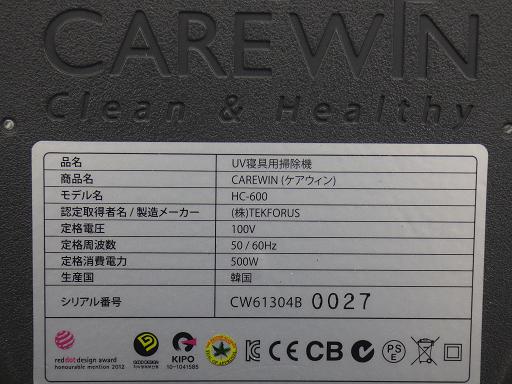 CAREWIN
Clean & Healthy
品名 UV寝具用掃除機
商品名 CAREWIN (ケアウィン)
モデル名 HC-600
認定取得者名 / 製造メーカー (株)TEKFORUS
定格電圧 100V
定格周波数 50 / 60Hz
定格消費電力 500W
生産国 韓国
シリアル番号 CW61304B 0027
reddot design award
honourable mention 2012
KIPO
10-1041585
CE CB N PSE